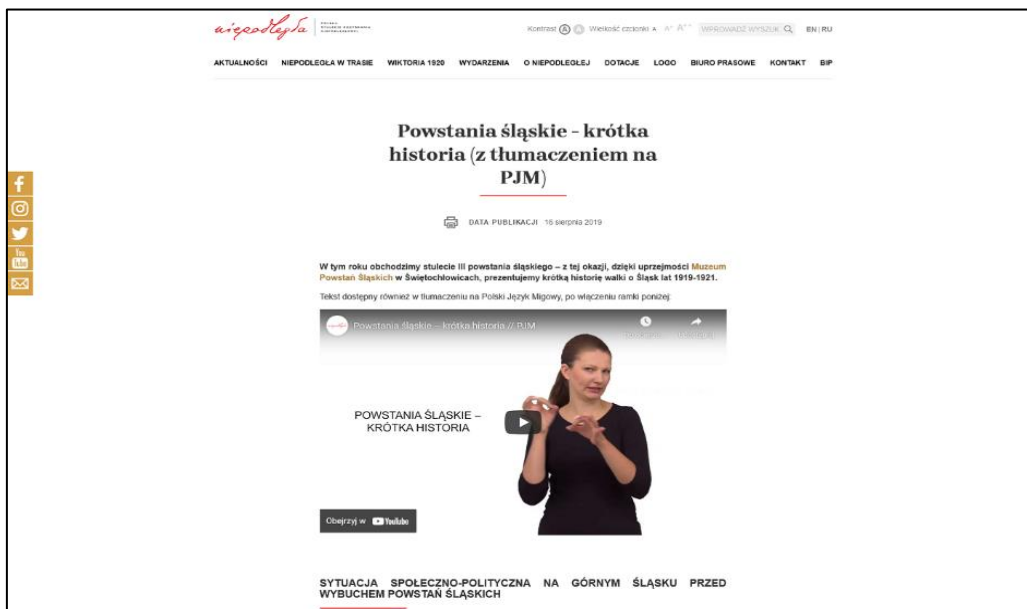 niepodległa
Kontrast A A Wielkość czcionki A A+ A++ WPROWADŹ WYSZUK EN | RU
AKTUALNOŚCI NIEPODLEGŁA W TRASIE WIKTORIA 1920 WYDARZENIA O NIEPODLEGŁEJ DOTACJE LOGO BIURO PRASOWE KONTAKT BIP
Powstania śląskie - krótka
historia (z tłumaczeniem na
PJM)
DATA PUBLIKACJI 16 sierpnia 2019
W tym roku obchodzimy stulecie III powstania śląskiego – z tej okazji, dzięki uprzejmości Muzeum
Powstań Śląskich w Świętochłowicach, prezentujemy krótką historię walki o Śląsk lat 1919-1921.
Tekst dostępny również w tłumaczeniu na Polski Język Migowy, po włączeniu ramki poniżej:
Powstania śląskie – krótka historia // PJM
POWSTANIA ŚLĄSKIE –
KRÓTKA HISTORIA
Obejrzyj w YouTube
SYTUACJA SPOŁECZNO-POLITYCZNA NA GÓRNYM ŚLĄSKU PRZED
WYBUCHEM POWSTAŃ ŚLĄSKICH